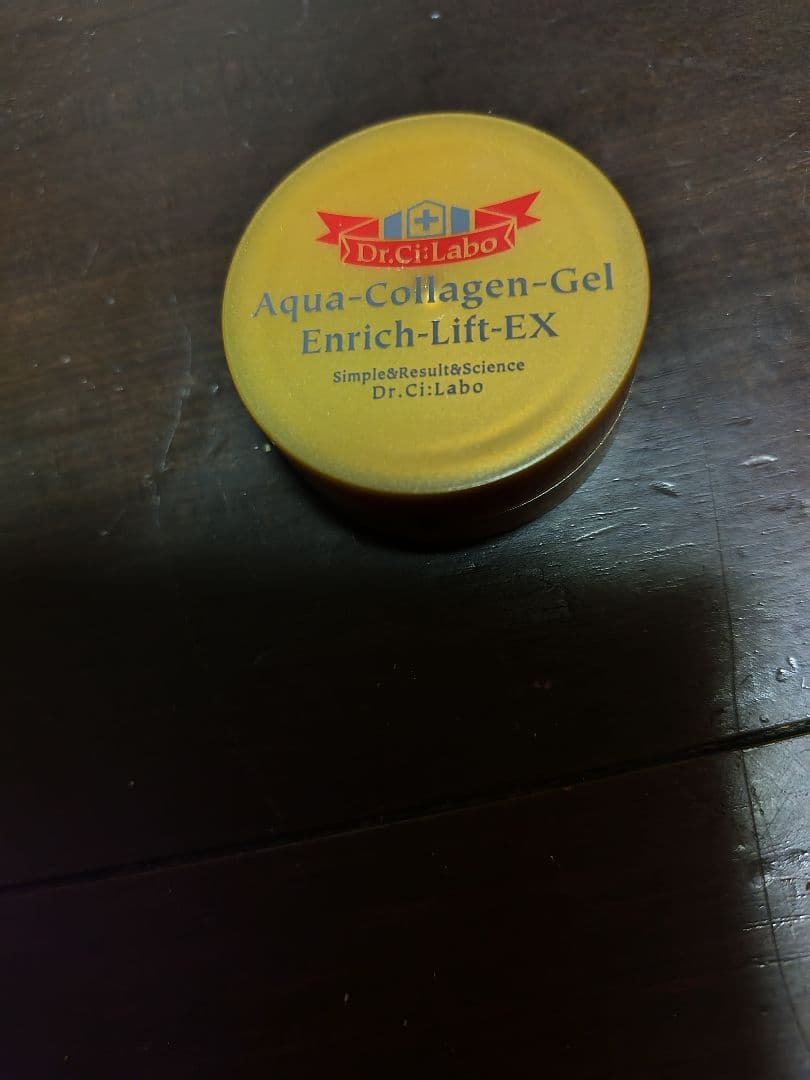 Dr.Ci:Labo
Aqua-Collagen-Gel
Enrich-Lift-EX
Simple&Result&Science
Dr.Ci:Labo